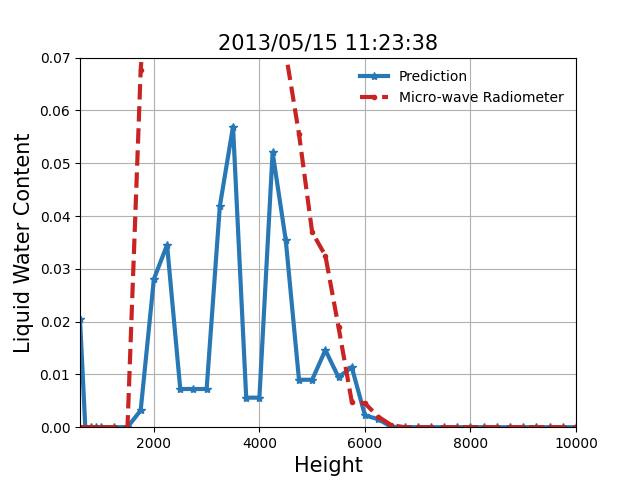 2013/05/15 11:23:38
Prediction
Micro-wave Radiometer
Liquid Water Content
0.07
0.06
0.05
0.04
0.03
0.02
0.01
0.00
2000 4000 6000 8000 10000
Height